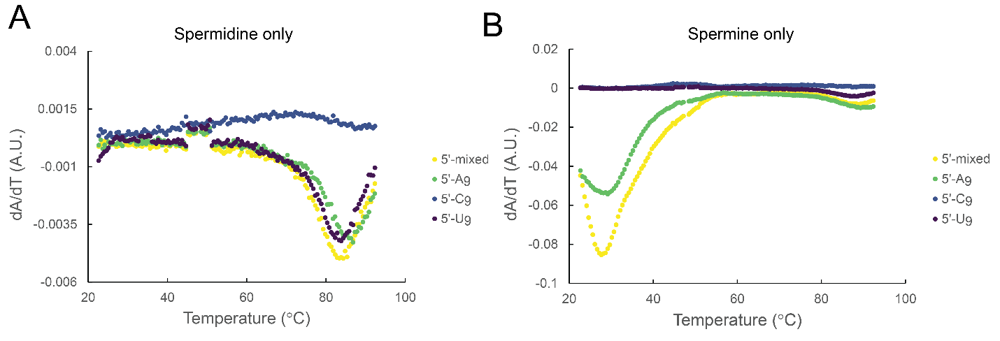 A
Spermidine only
0.004
0.0015
-0.001
-0.0035
-0.006
20
40
60
80
100
dA/dT (A.U.)
Temperature (°C)
5'-mixed
5'-A9
5'-C9
5'-U9
B
Spermine only
0.02
0
-0.02
-0.04
-0.06
-0.08
-0.1
20
40
60
80
100
dA/dT (A.U.)
Temperature (°C)
5'-mixed
5'-A9
5'-C9
5'-U9